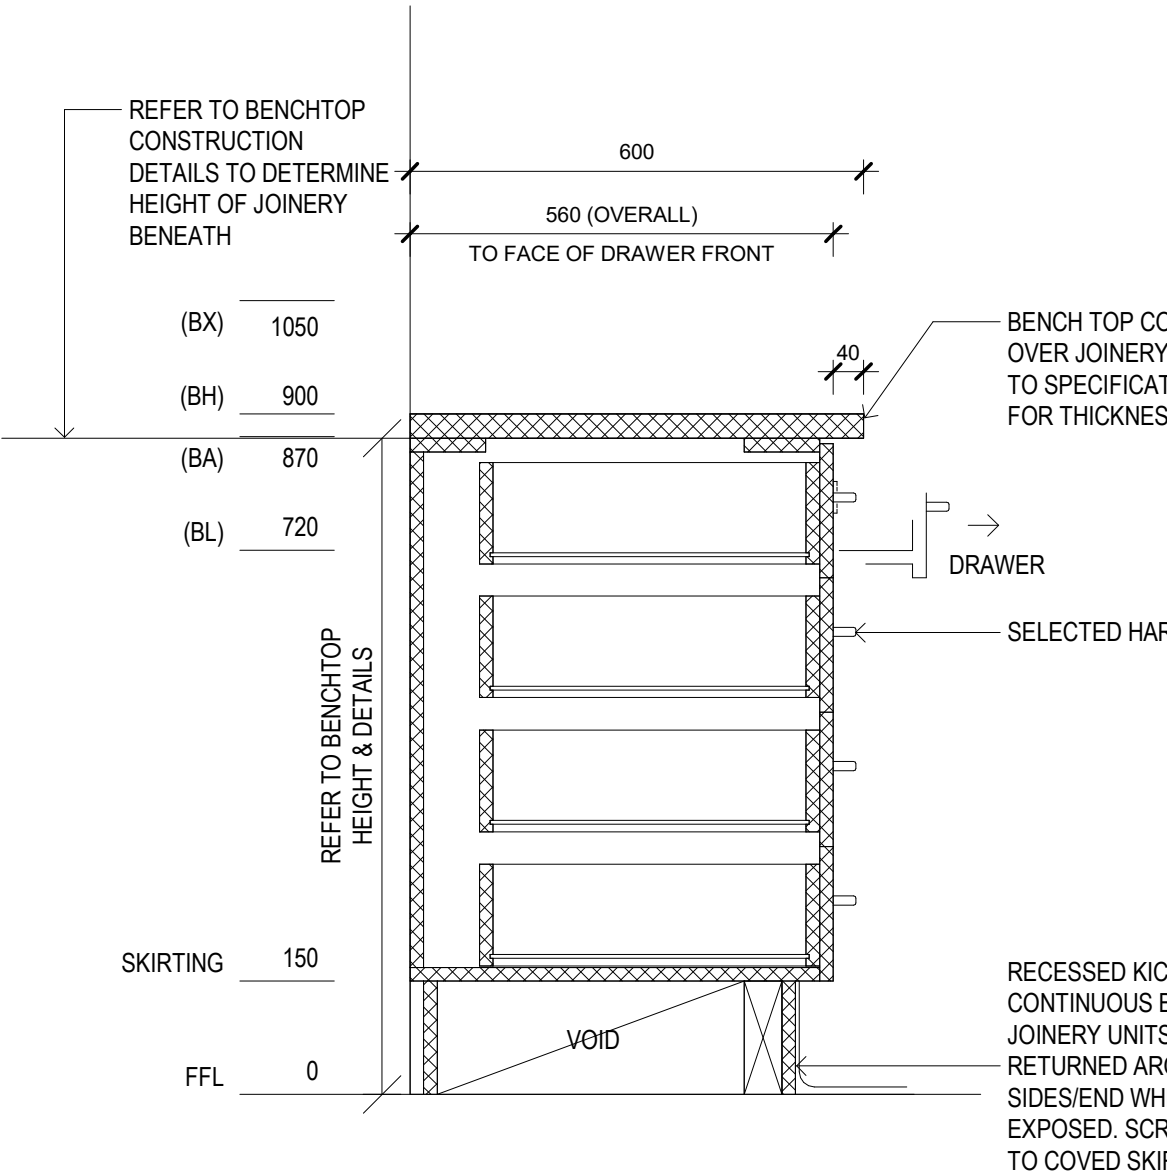 REFER TO BENCHTOP
CONSTRUCTION
DETAILS TO DETERMINE
HEIGHT OF JOINERY
BENEATH
600
560 (OVERALL)
TO FACE OF DRAWER FRONT
(BX) 1050
40
(BH) 900
(BA) 870
(BL) 720
BENCH TOP CO
OVER JOINERY
TO SPECIFICAT
FOR THICKNES
DRAWER
SELECTED HAR
REFER TO BENCHTOP
HEIGHT & DETAILS
SKIRTING 150
VOID
FFL 0
RECESSED KIC
CONTINUOUS B
JOINERY UNITS
RETURNED ARO
SIDES/END WH
EXPOSED. SCR
TO COVED SKIR